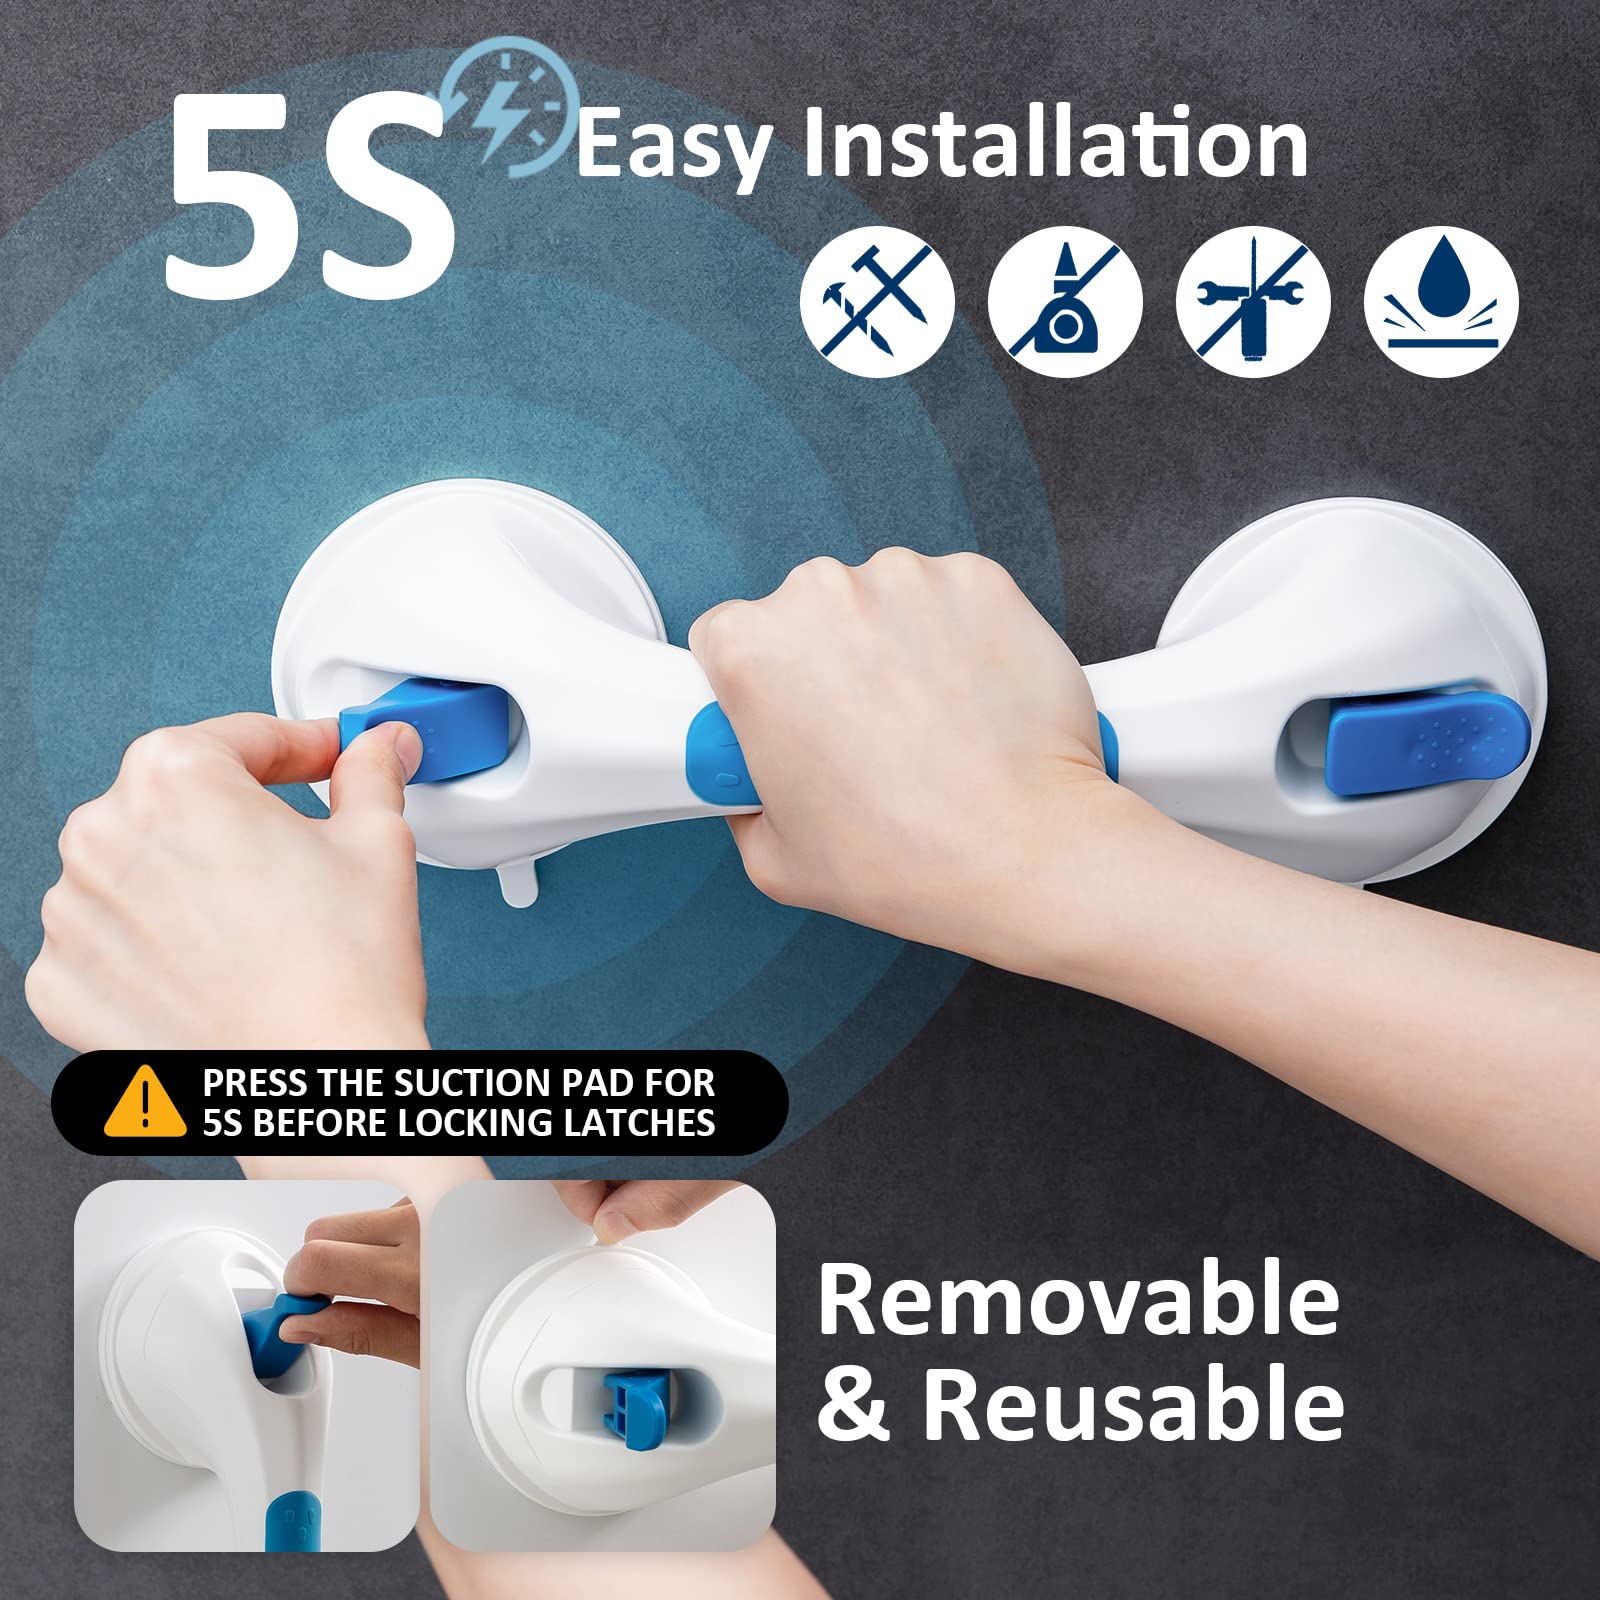 5S Easy Installation
PRESS THE SUCTION PAD FOR
5S BEFORE LOCKING LATCHES
Removable
& Reusable